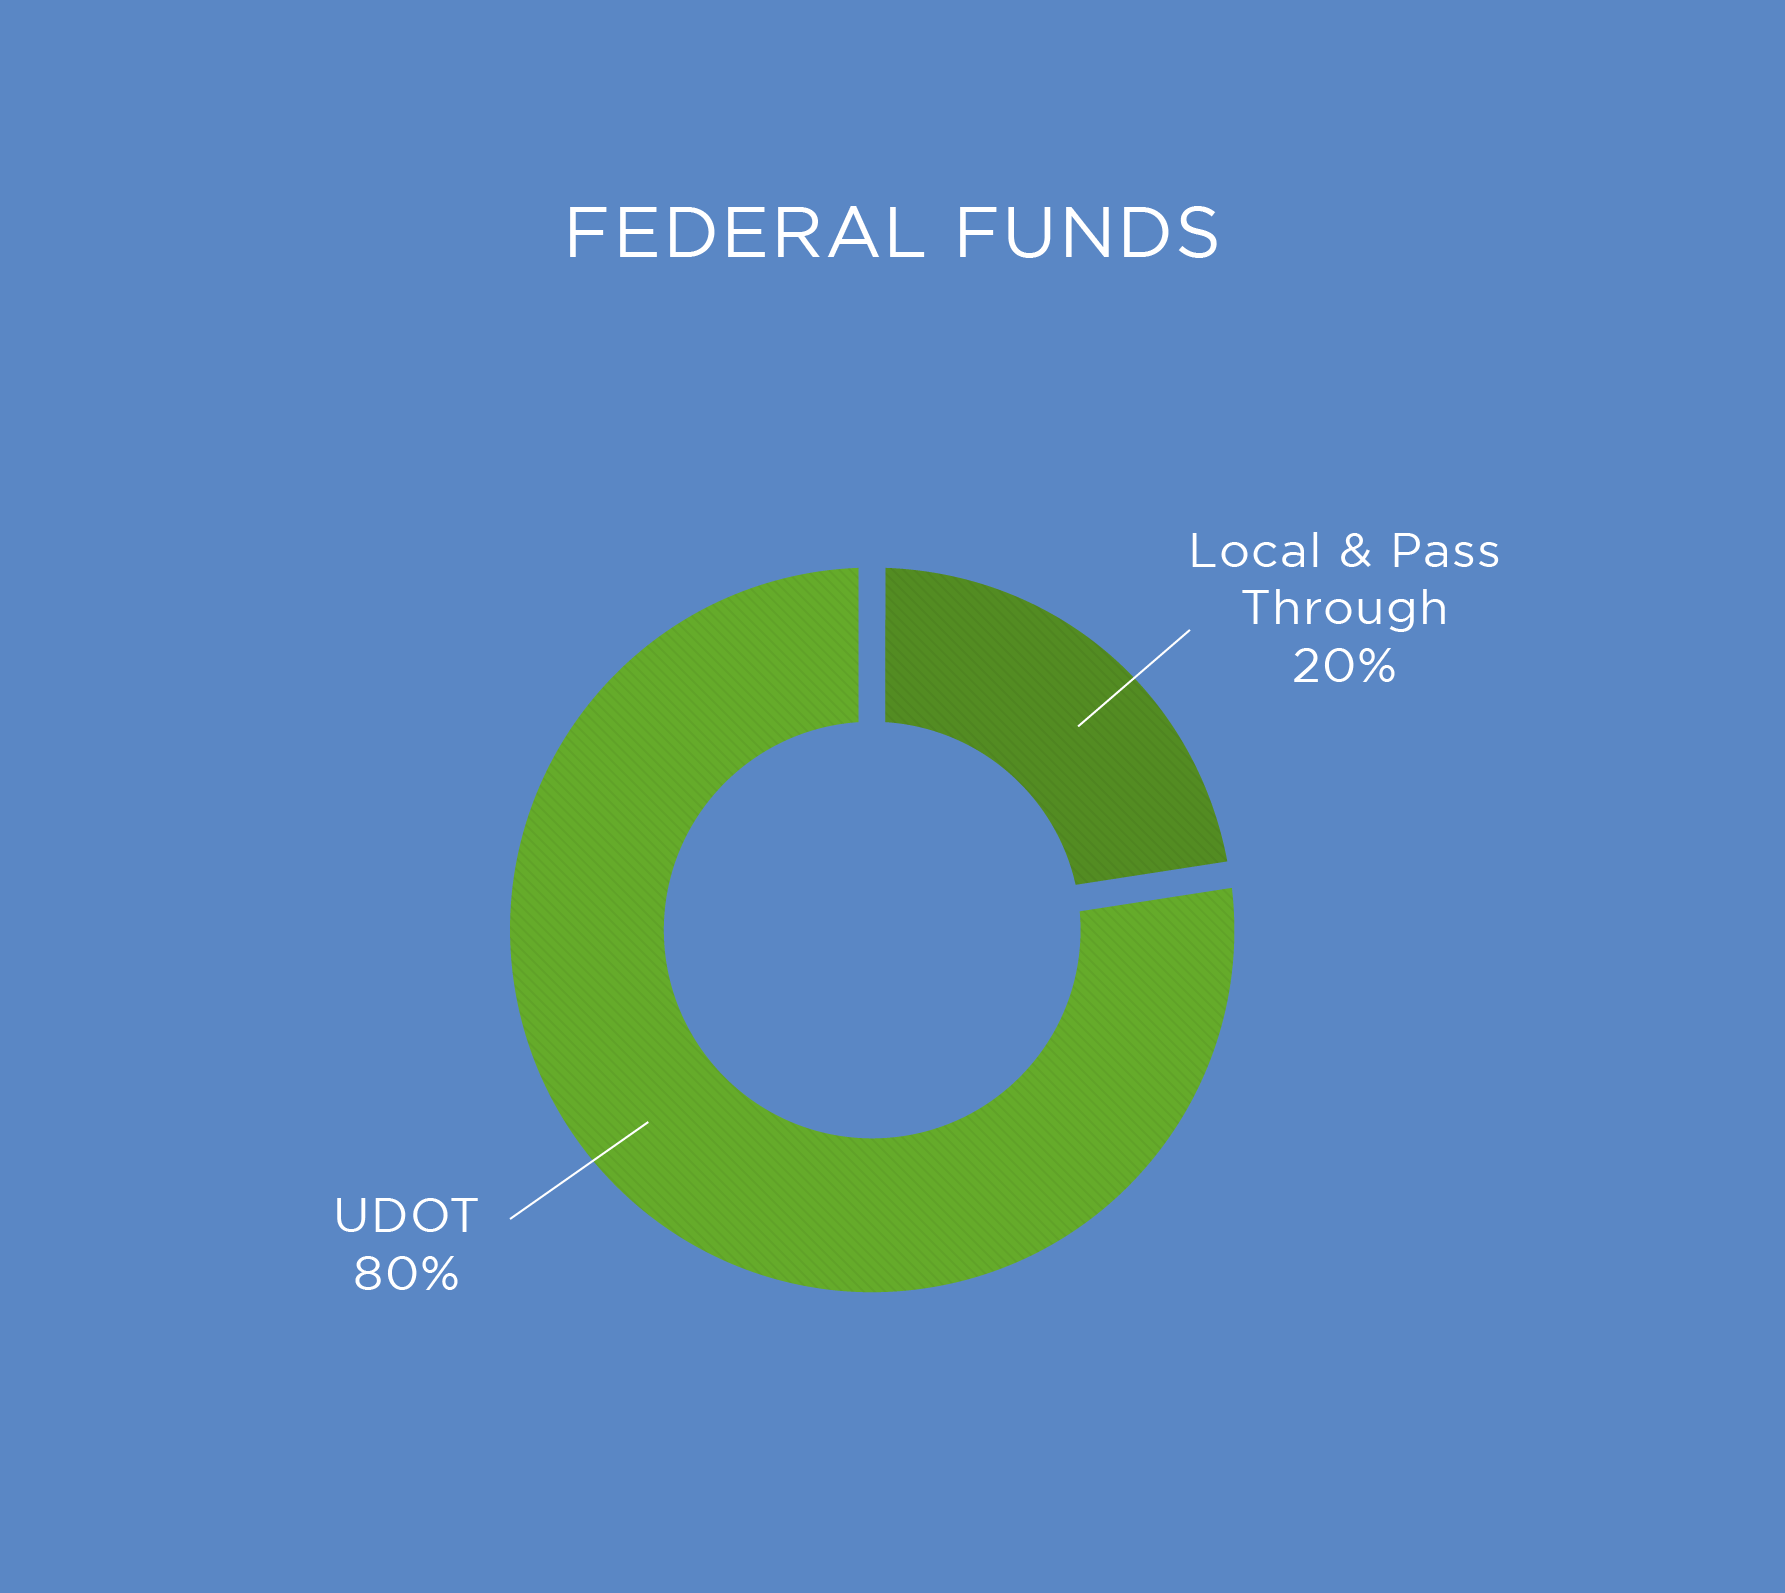 FEDERAL FUNDS
Local & Pass
Through
20%
UDOT
80%